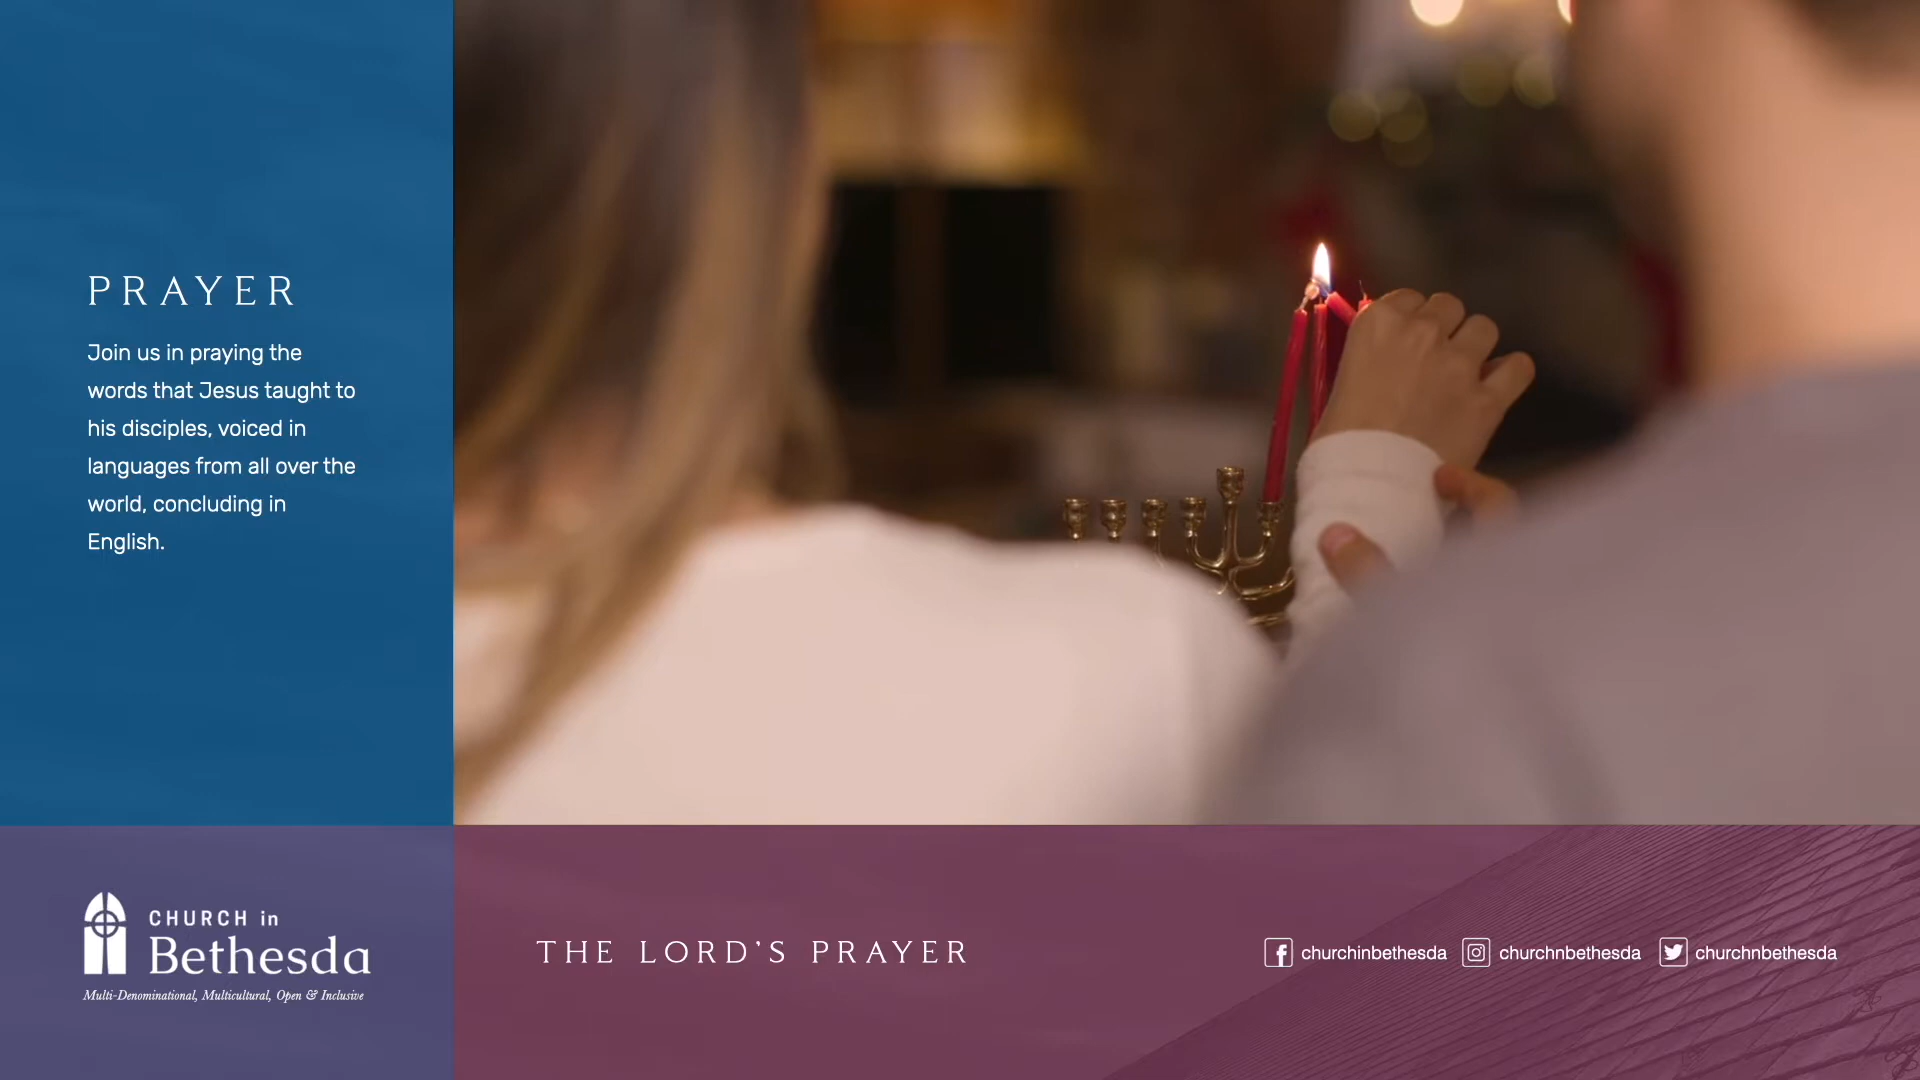 PRAYER
Join us in praying the
words that Jesus taught to
his disciples, voiced in
languages from all over the
world, concluding in
English.
CHURCH in
Bethesda
Multi-Denominational, Multicultural, Open & Inclusive
THE LORD'S PRAYER
churchinbethesda churchnbethesda churchnbethesda